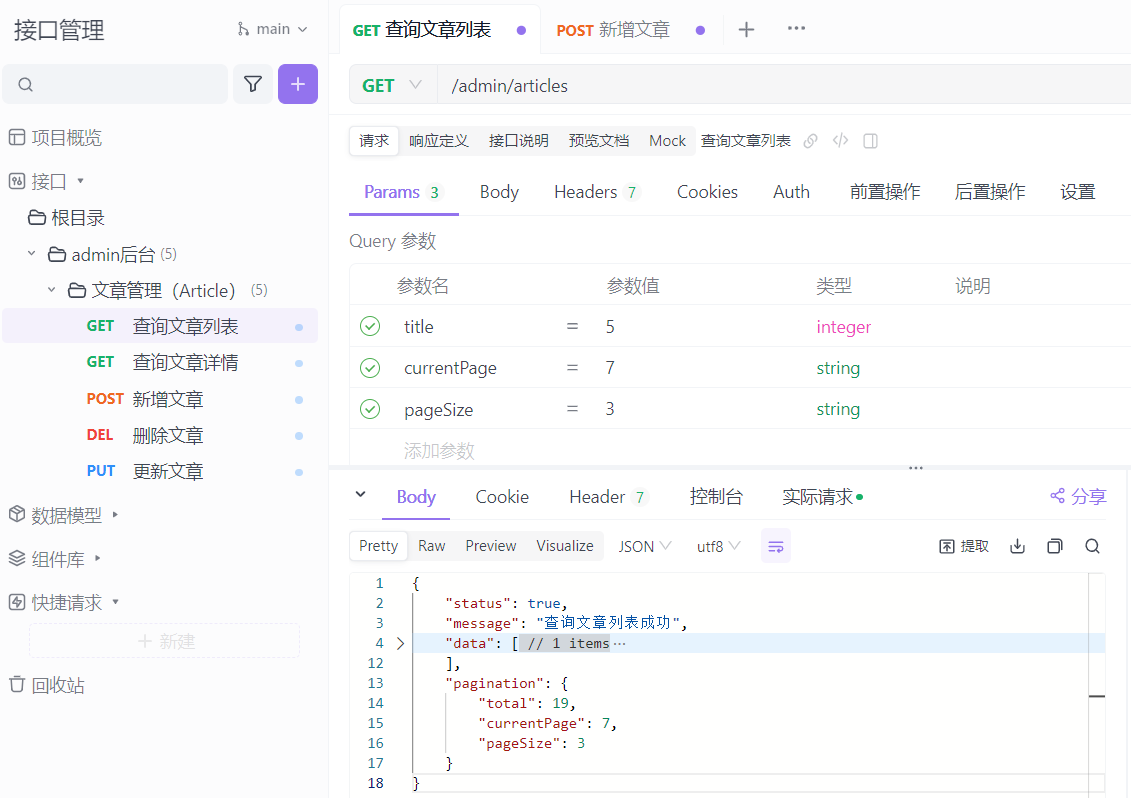 接口管理
main
项目概览
接口
根目录
admin后台 (5)
文章管理（Article） (5)
GET 查询文章列表
GET 查询文章详情
POST 新增文章
DEL 删除文章
PUT 更新文章
数据模型
组件库
快捷请求
+ 新建
回收站
GET 查询文章列表
POST 新增文章
GET /admin/articles
请求 响应定义 接口说明 预览文档 Mock 查询文章列表
Params 3 Body Headers 7 Cookies Auth 前置操作 后置操作 设置
Query 参数
参数名 参数值 类型 说明
title = 5 integer
currentPage = 7 string
pageSize = 3 string
添加参数
Body Cookie Header 7 控制台 实际请求 分享
Pretty Raw Preview Visualize JSON utf8 提取
1 {
2 "status": true,
3 "message": "查询文章列表成功",
4 "data": [ // 1 items ···
12 ],
13 "pagination": {
14 "total": 19,
15 "currentPage": 7,
16 "pageSize": 3
17 }
18 }